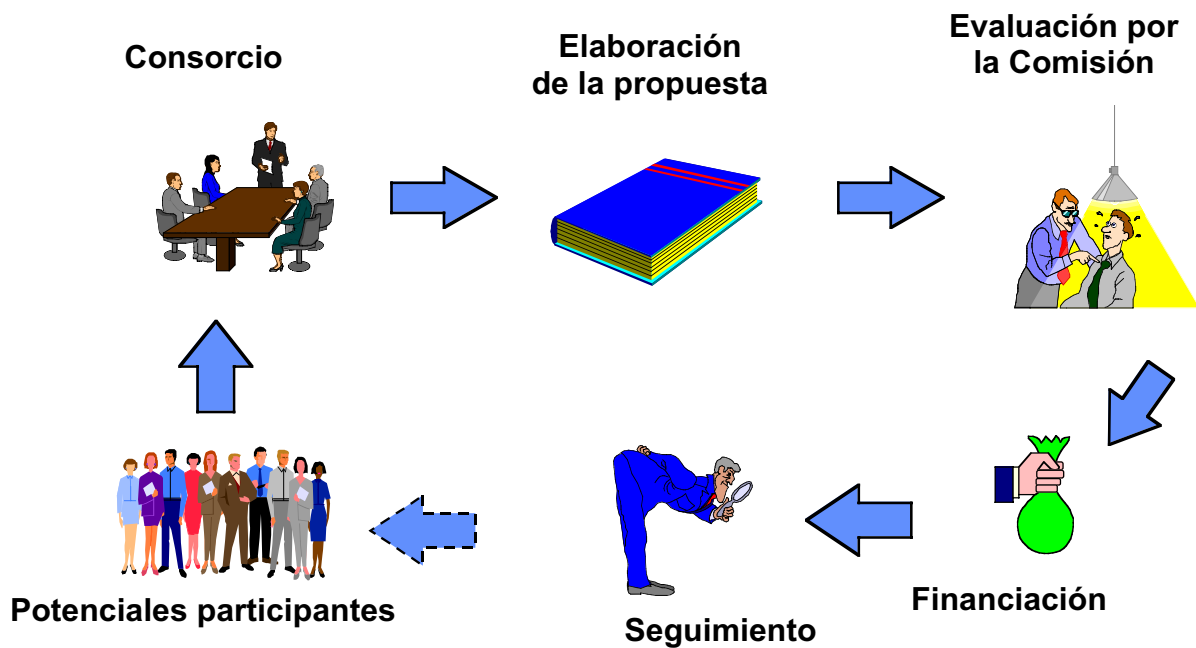 Consorcio
Elaboración
de la propuesta
Evaluación por
la Comisión
Potenciales participantes
Seguimiento
Financiación